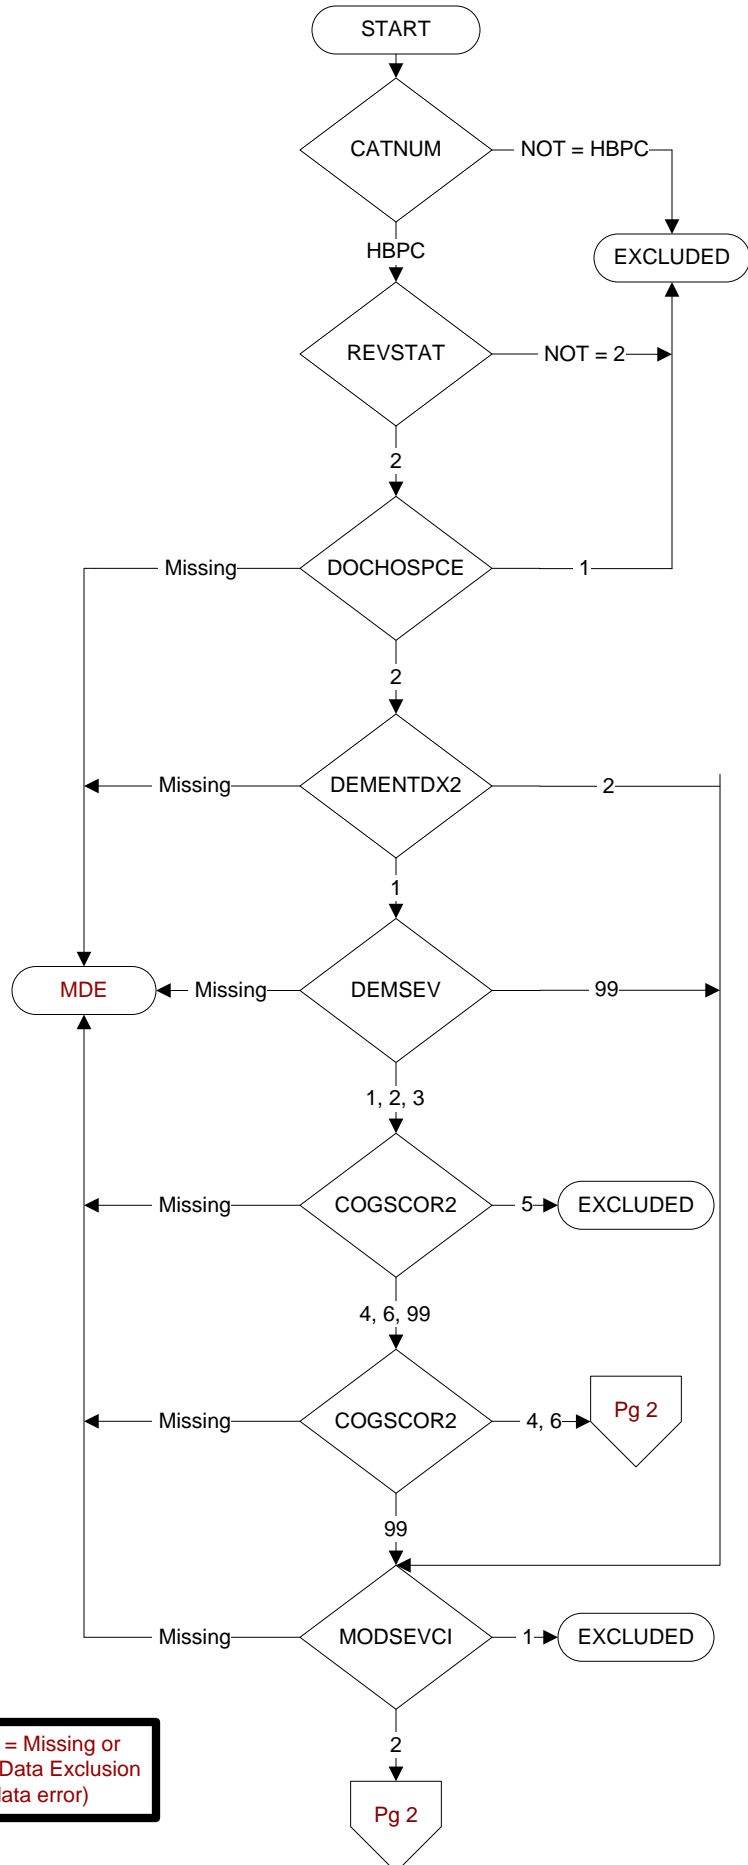 START
CATNUM
NOT = HBPC
HBPC
EXCLUDED
REVSTAT
NOT = 2
2
Missing
DOCHOSPCE
1
2
Missing
DEMENTDX2
2
1
MDE
Missing
DEMSEV
99
1, 2, 3
Missing
COGSCOR2
5
EXCLUDED
4, 6, 99
Missing
COGSCOR2
4, 6
Pg 2
99
Missing
MODSEVCI
1
EXCLUDED
= Missing or
Data Exclusion
data error)
2
Pg 2